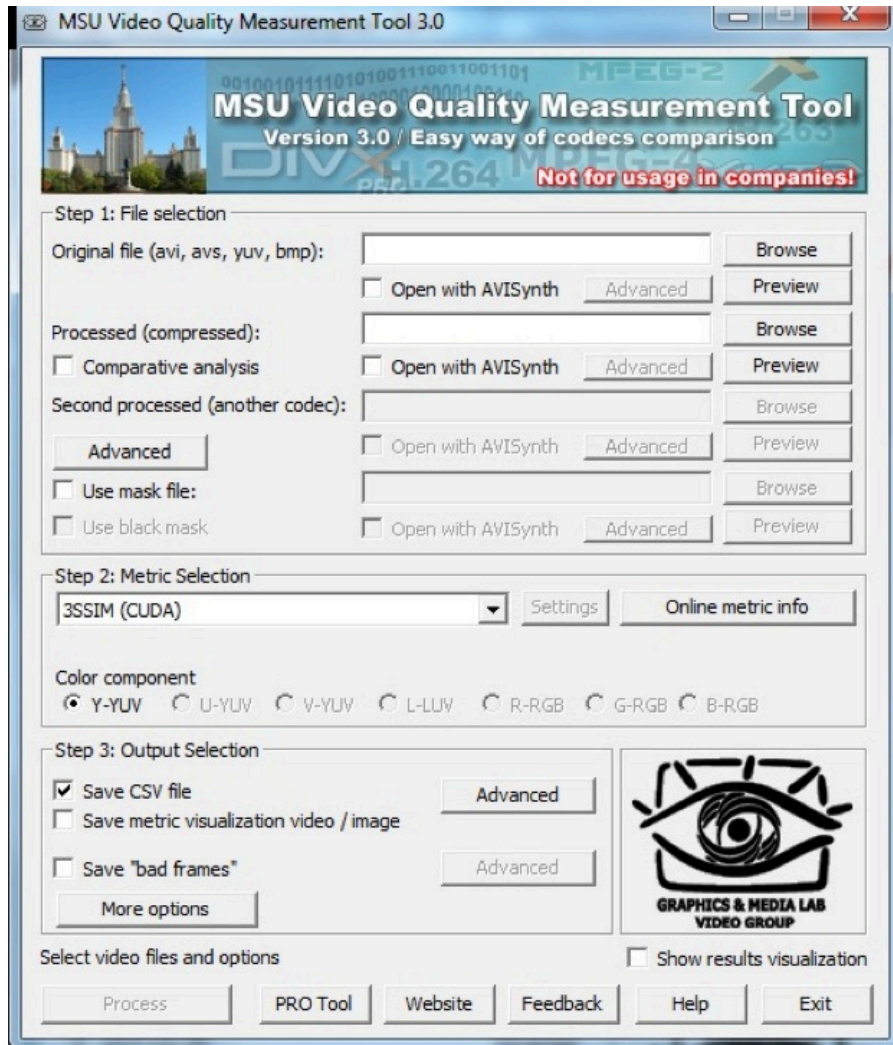 MSU Video Quality Measurement Tool 3.0
001001011110101001110011001101
MPEG-2
MSU Video Quality Measurement Tool
Version 3.0 / Easy way of codecs comparison
DIVX PRO H.264 MPEG-4
Not for usage in companies!
Step 1: File selection
Original file (avi, avs, yuv, bmp): Browse
Open with AVISynth Advanced Preview
Processed (compressed): Browse
Comparative analysis Open with AVISynth Advanced Preview
Second processed (another codec): Browse
Advanced Open with AVISynth Advanced Preview
Use mask file: Browse
Use black mask Open with AVISynth Advanced Preview
Step 2: Metric Selection
3SSIM (CUDA) Settings Online metric info
Color component
Y-YUV U-YUV V-YUV L-LUV R-RGB G-RGB B-RGB
Step 3: Output Selection
Save CSV file Advanced
Save metric visualization video / image
Save "bad frames" Advanced
More options
GRAPHICS & MEDIA LAB
VIDEO GROUP
Select video files and options Show results visualization
Process PRO Tool Website Feedback Help Exit